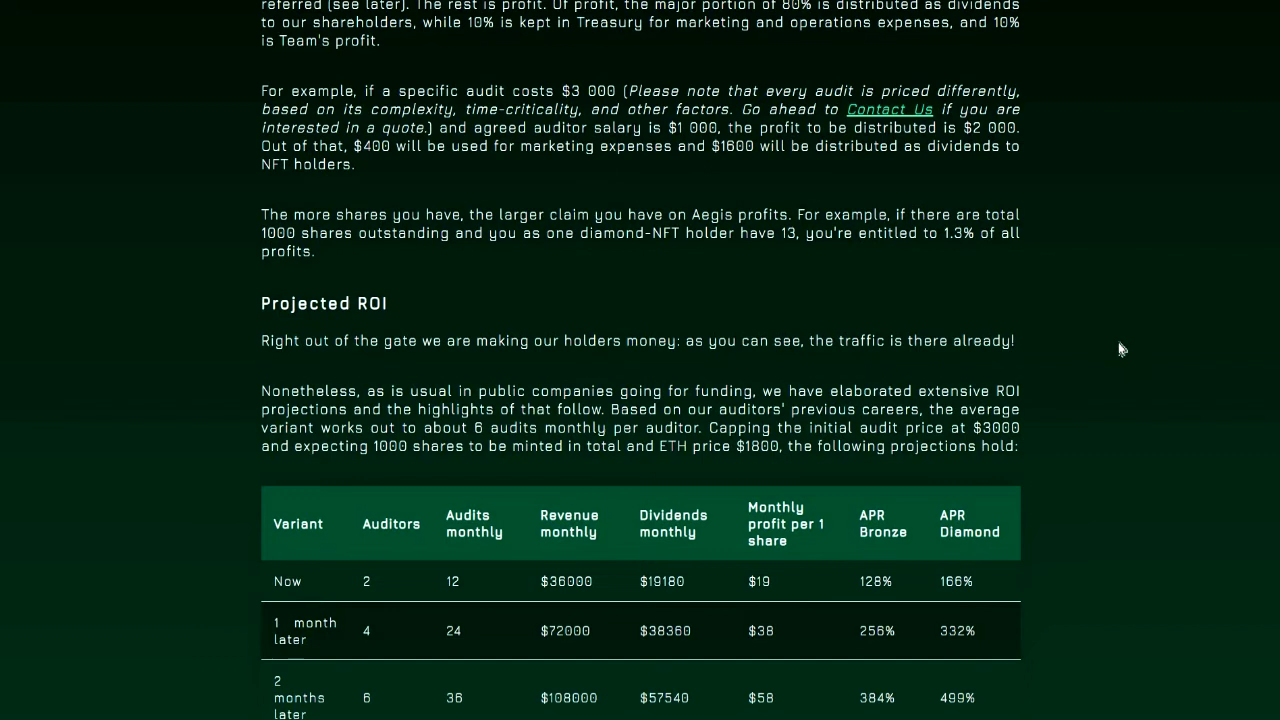 referred (see later). The rest is profit. Of profit, the major portion of 80% is distributed as dividends
to our shareholders, while 10% is kept in Treasury for marketing and operations expenses, and 10%
is Team's profit.
For example, if a specific audit costs $3 000 (Please note that every audit is priced differently,
based on its complexity, time-criticality, and other factors. Go ahead to Contact Us if you are
interested in a quote.) and agreed auditor salary is $1 000, the profit to be distributed is $2 000.
Out of that, $400 will be used for marketing expenses and $1600 will be distributed as dividends to
NFT holders.
The more shares you have, the larger claim you have on Aegis profits. For example, if there are total
1000 shares outstanding and you as one diamond-NFT holder have 13, you're entitled to 1.3% of all
profits.
Projected ROI
Right out of the gate we are making our holders money: as you can see, the traffic is there already!
Nonetheless, as is usual in public companies going for funding, we have elaborated extensive ROI
projections and the highlights of that follow. Based on our auditors' previous careers, the average
variant works out to about 6 audits monthly per auditor. Capping the initial audit price at $3000
and expecting 1000 shares to be minted in total and ETH price $1800, the following projections hold:
Variant Auditors Audits monthly Revenue monthly Dividends monthly Monthly profit per 1 share APR Bronze APR Diamond
Now 2 12 $36000 $19180 $19 128% 166%
1 month later 4 24 $72000 $38360 $38 256% 332%
2 months later 6 36 $108000 $57540 $58 384% 499%